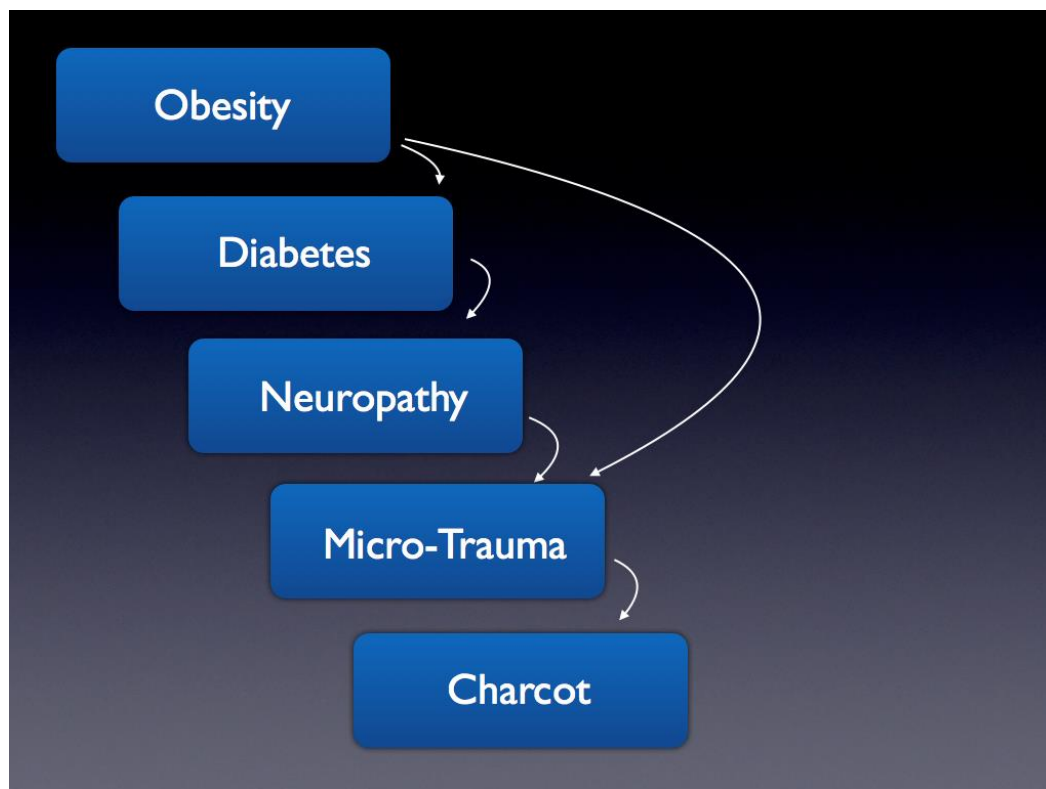 Obesity
Diabetes
Neuropathy
Micro-Trauma
Charcot